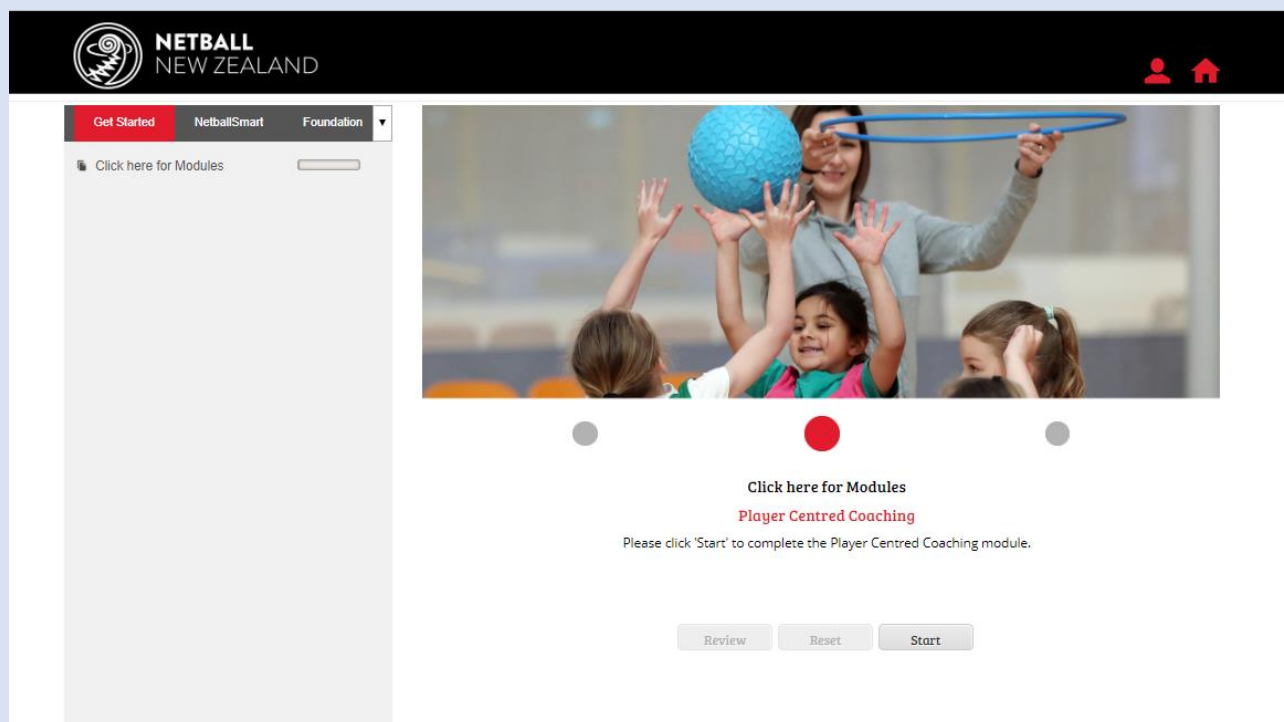 NETBALL
NEW ZEALAND
Get Started NetballSmart Foundation ▼
Click here for Modules
Click here for Modules
Player Centred Coaching
Please click 'Start' to complete the Player Centred Coaching module.
Review Reset Start